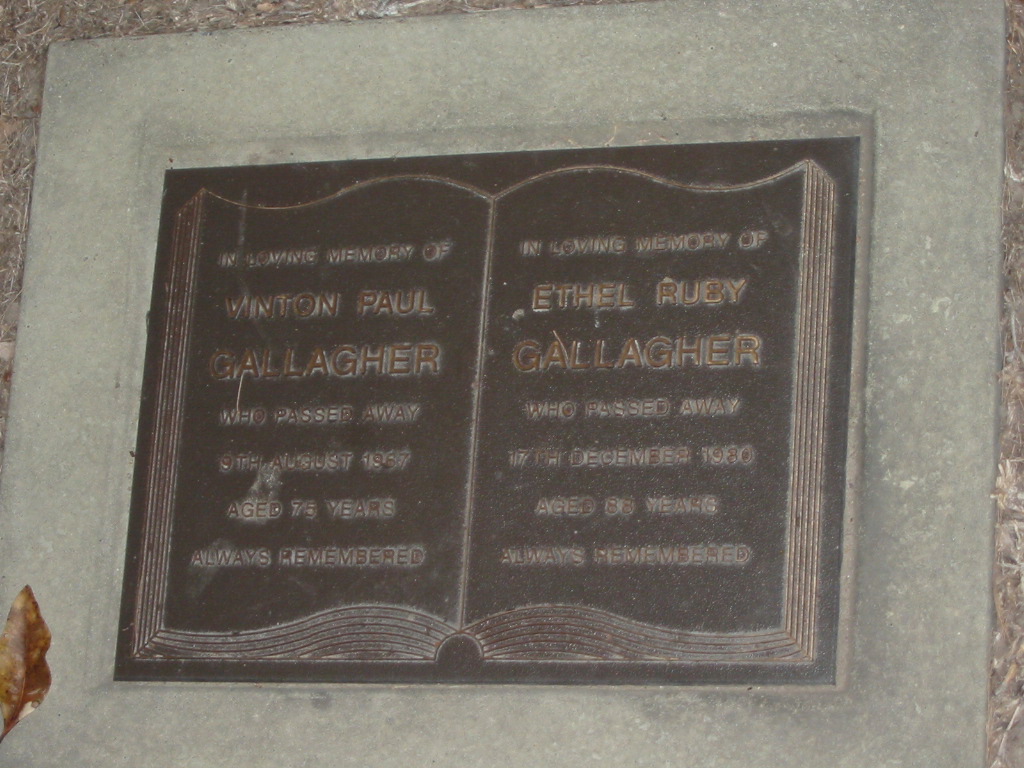 IN LOVING MEMORY OF
VINTON PAUL
GALLAGHER
WHO PASSED AWAY
9TH AUGUST 1967
AGED 75 YEARS
ALWAYS REMEMBERED
IN LOVING MEMORY OF
ETHEL RUBY
GALLAGHER
WHO PASSED AWAY
17TH DECEMBER 1980
AGED 88 YEARS
ALWAYS REMEMBERED